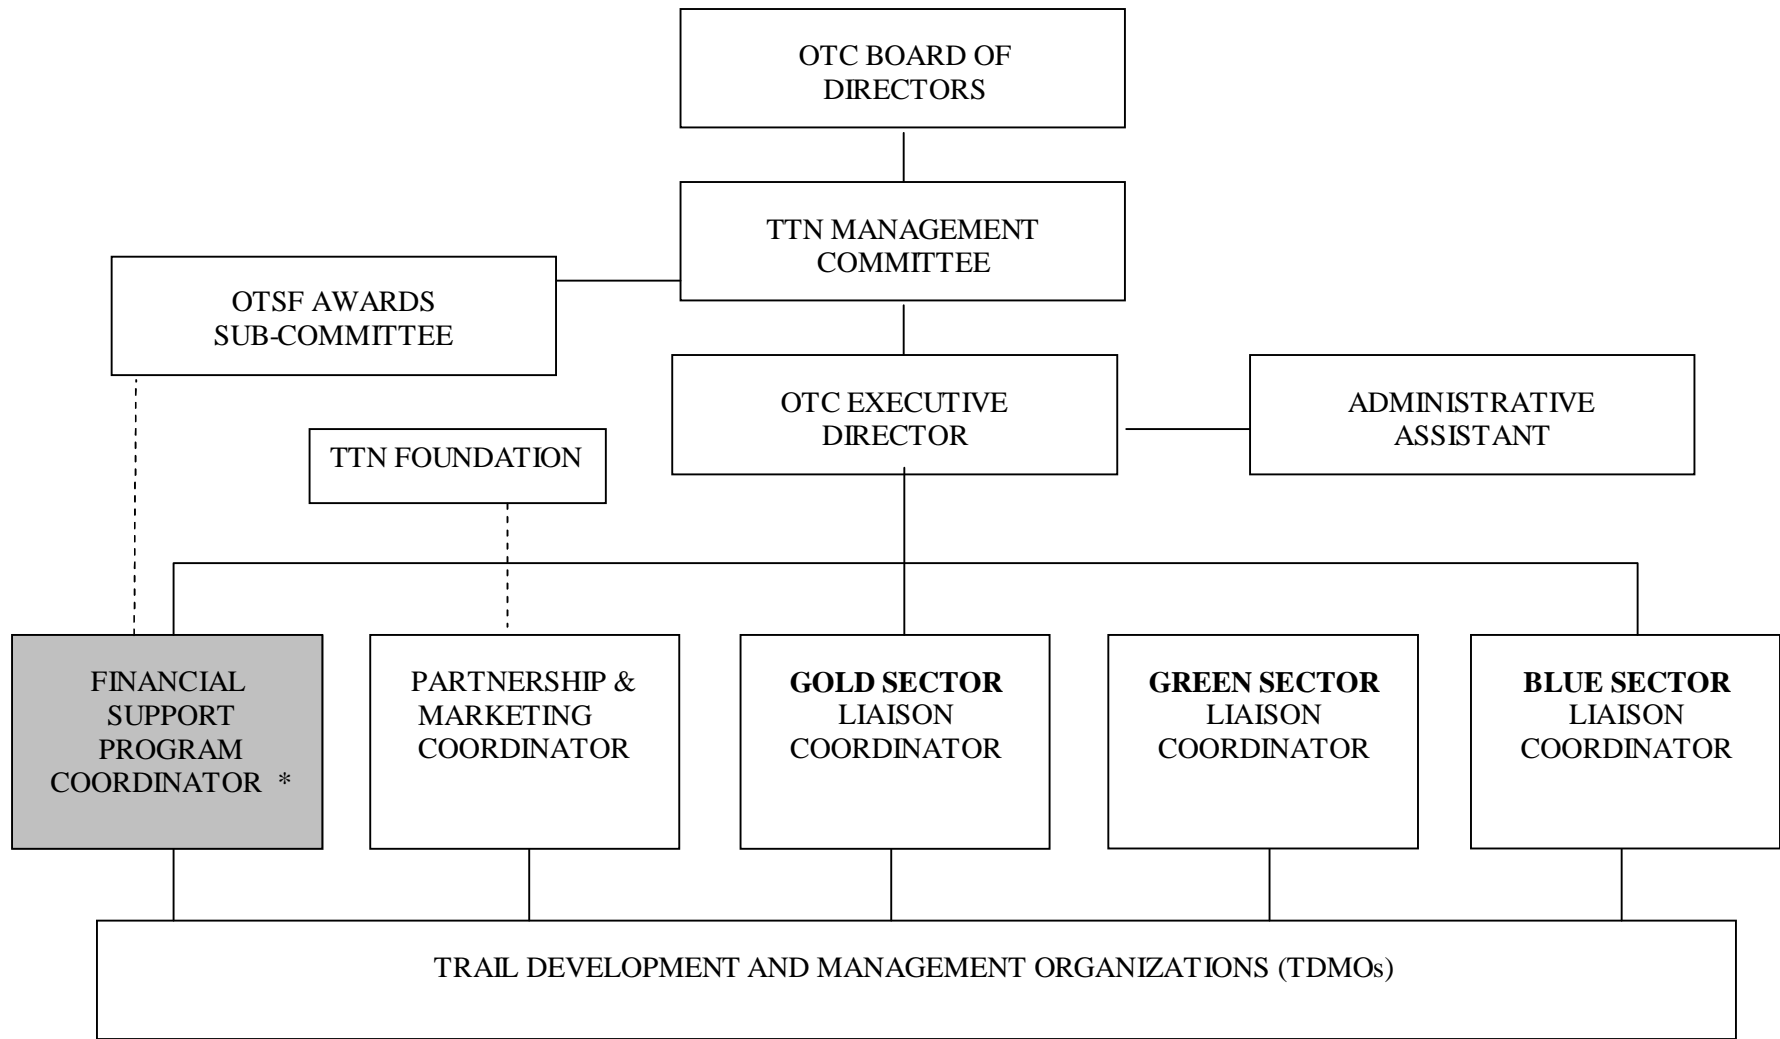 OTC BOARD OF
DIRECTORS
TTN MANAGEMENT
COMMITTEE
OTSF AWARDS
SUB-COMMITTEE
OTC EXECUTIVE
DIRECTOR
ADMINISTRATIVE
ASSISTANT
TTN FOUNDATION
FINANCIAL
SUPPORT
PROGRAM
COORDINATOR *
PARTNERSHIP &
MARKETING
COORDINATOR
GOLD SECTOR
LIAISON
COORDINATOR
GREEN SECTOR
LIAISON
COORDINATOR
BLUE SECTOR
LIAISON
COORDINATOR
TRAIL DEVELOPMENT AND MANAGEMENT ORGANIZATIONS (TDMOs)